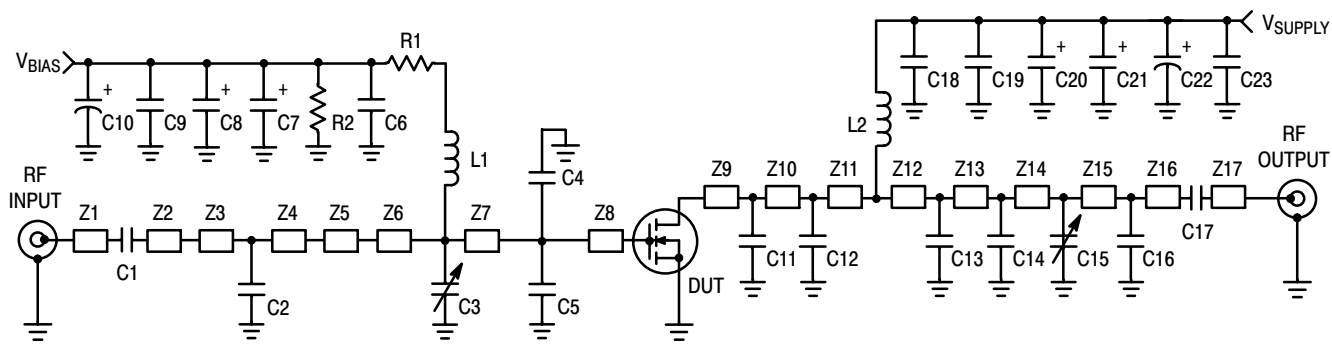 VBIAS
R1
+
+
+
C10
C9
C8
C7
R2
C6
L1
RF
INPUT
Z1
C1
Z2
Z3
C2
Z4
Z5
Z6
C3
Z7
C4
C5
Z8
DUT
VSUPPLY
+
+
+
C18
C19
C20
C21
C22
C23
L2
Z9
Z10
Z11
Z12
Z13
Z14
Z15
Z16
Z17
RF
OUTPUT
C11
C12
C13
C14
C15
C16
C17